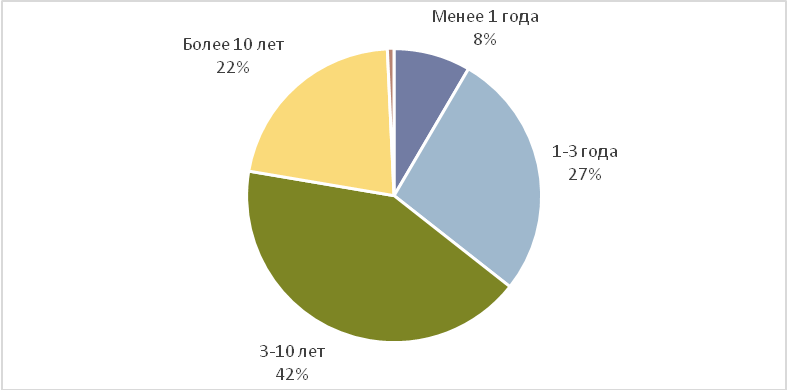 Менее 1 года
8%
Более 10 лет
22%
1-3 года
27%
3-10 лет
42%